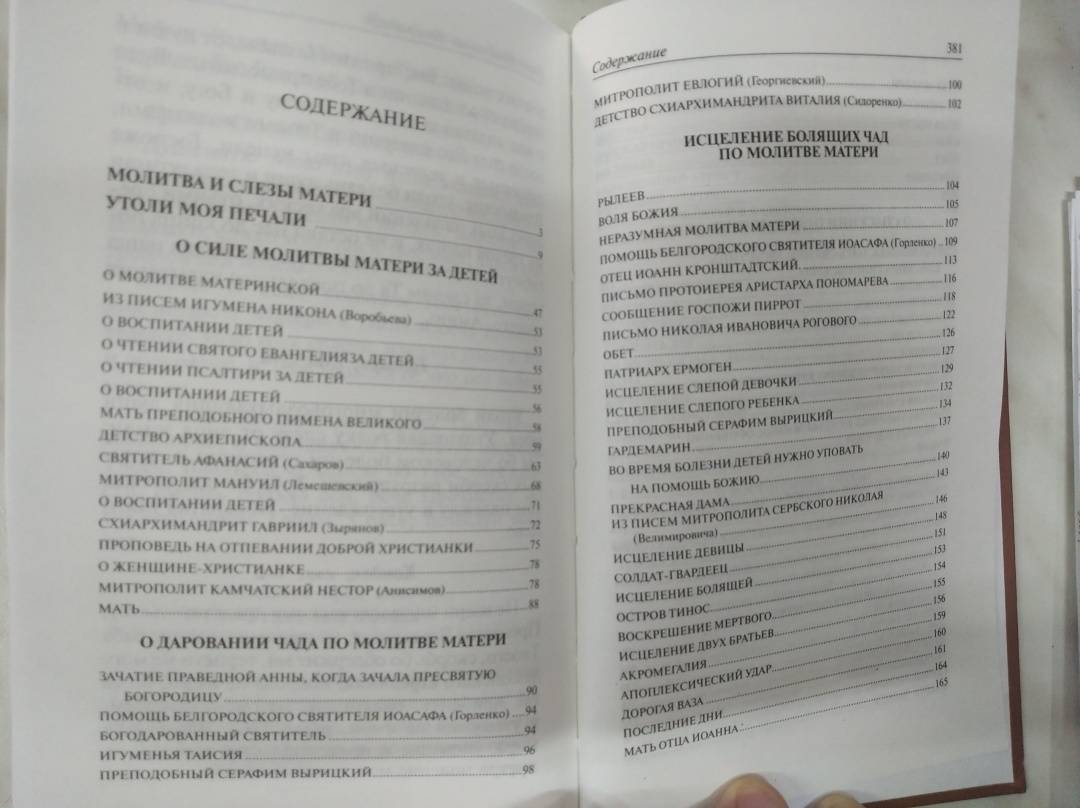 СОДЕРЖАНИЕ
МОЛИТВА И СЛЕЗЫ МАТЕРИ 3
УТОЛИ МОЯ ПЕЧАЛИ 9
О СИЛЕ МОЛИТВЫ МАТЕРИ ЗА ДЕТЕЙ
О МОЛИТВЕ МАТЕРИНСКОЙ 47
ИЗ ПИСЕМ ИГУМЕНА НИКОНА (Воробьева) 53
О ВОСПИТАНИИ ДЕТЕЙ 53
О ЧТЕНИИ СВЯТОГО ЕВАНГЕЛИЯ ЗА ДЕТЕЙ 55
О ЧТЕНИИ ПСАЛТИРИ ЗА ДЕТЕЙ 55
О ВОСПИТАНИИ ДЕТЕЙ 56
МАТЬ ПРЕПОДОБНОГО ПИМЕНА ВЕЛИКОГО 58
ДЕТСТВО АРХИЕПИСКОПА 59
СВЯТИТЕЛЬ АФАНАСИЙ (Сахаров) 63
МИТРОПОЛИТ МАНУИЛ (Лемешевский) 68
О ВОСПИТАНИИ ДЕТЕЙ 71
СХИАРХИМАНДРИТ ГАВРИИЛ (Зырянов) 72
ПРОПОВЕДЬ НА ОТПЕВАНИИ ДОБРОЙ ХРИСТИАНКИ 75
О ЖЕНЩИНЕ-ХРИСТИАНКЕ 78
МИТРОПОЛИТ КАМЧАТСКИЙ НЕСТОР (Анисимов) 78
МАТЬ 88
О ДАРОВАНИИ ЧАДА ПО МОЛИТВЕ МАТЕРИ
ЗАЧАТИЕ ПРАВЕДНОЙ АННЫ, КОГДА ЗАЧАЛА ПРЕСВЯТУЮ
БОГОРОДИЦУ 90
ПОМОЩЬ БЕЛГОРОДСКОГО СВЯТИТЕЛЯ ИОАСАФА (Горленко) 94
БОГОДАРОВАННЫЙ СВЯТИТЕЛЬ 94
ИГУМЕНЬЯ ТАИСИЯ 96
ПРЕПОДОБНЫЙ СЕРАФИМ ВЫРИЦКИЙ 98
Содержание 381
МИТРОПОЛИТ ЕВЛОГИЙ (Георгиевский) 100
ДЕТСТВО СХИАРХИМАНДРИТА ВИТАЛИЯ (Сидоренко) 102
ИСЦЕЛЕНИЕ БОЛЯЩИХ ЧАД
ПО МОЛИТВЕ МАТЕРИ
РЫЛЕЕВ 104
ВОЛЯ БОЖИЯ 105
НЕРАЗУМНАЯ МОЛИТВА МАТЕРИ 107
ПОМОЩЬ БЕЛГОРОДСКОГО СВЯТИТЕЛЯ ИОАСАФА (Горленко) 109
ОТЕЦ ИОАНН КРОНШТАДТСКИЙ. 113
ПИСЬМО ПРОТОИЕРЕЯ АРИСТАРХА ПОНОМАРЕВА 116
СООБЩЕНИЕ ГОСПОЖИ ПИРРОТ 118
ПИСЬМО НИКОЛАЯ ИВАНОВИЧА РОГОВОГО 122
ОБЕТ 126
ПАТРИАРХ ЕРМОГЕН 127
ИСЦЕЛЕНИЕ СЛЕПОЙ ДЕВОЧКИ 129
ИСЦЕЛЕНИЕ СЛЕПОГО РЕБЕНКА 132
ПРЕПОДОБНЫЙ СЕРАФИМ ВЫРИЦКИЙ 134
ГАРДЕМАРИН 137
ВО ВРЕМЯ БОЛЕЗНИ ДЕТЕЙ НУЖНО УПОВАТЬ
НА ПОМОЩЬ БОЖИЮ 140
ПРЕКРАСНАЯ ДАМА 143
ИЗ ПИСЕМ МИТРОПОЛИТА СЕРБСКОГО НИКОЛАЯ
(Велимировича) 146
ИСЦЕЛЕНИЕ ДЕВИЦЫ 148
СОЛДАТ-ГВАРДЕЕЦ 151
ИСЦЕЛЕНИЕ БОЛЯЩЕЙ 153
ОСТРОВ ТИНОС 154
ВОСКРЕШЕНИЕ МЕРТВОГО 155
ИСЦЕЛЕНИЕ ДВУХ БРАТЬЕВ 156
АКРОМЕГАЛИЯ 159
АПОПЛЕКСИЧЕСКИЙ УДАР 160
ДОРОГАЯ ВАЗА 161
ПОСЛЕДНИЕ ДНИ 164
МАТЬ ОТЦА ИОАННА 165